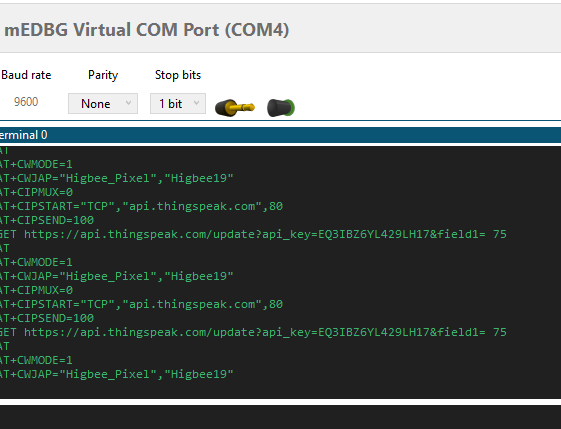 mEDBG Virtual COM Port (COM4)
Baud rate Parity Stop bits
9600 None 1 bit
erminal 0
AT
AT+CWMODE=1
AT+CWJAP="Higbee_Pixel","Higbee19"
AT+CIPMUX=0
AT+CIPSTART="TCP","api.thingspeak.com",80
AT+CIPSEND=100
GET https://api.thingspeak.com/update?api_key=EQ3IBZ6YL429LH17&field1= 75
AT
AT+CWMODE=1
AT+CWJAP="Higbee_Pixel","Higbee19"
AT+CIPMUX=0
AT+CIPSTART="TCP","api.thingspeak.com",80
AT+CIPSEND=100
GET https://api.thingspeak.com/update?api_key=EQ3IBZ6YL429LH17&field1= 75
AT
AT+CWMODE=1
AT+CWJAP="Higbee_Pixel","Higbee19"